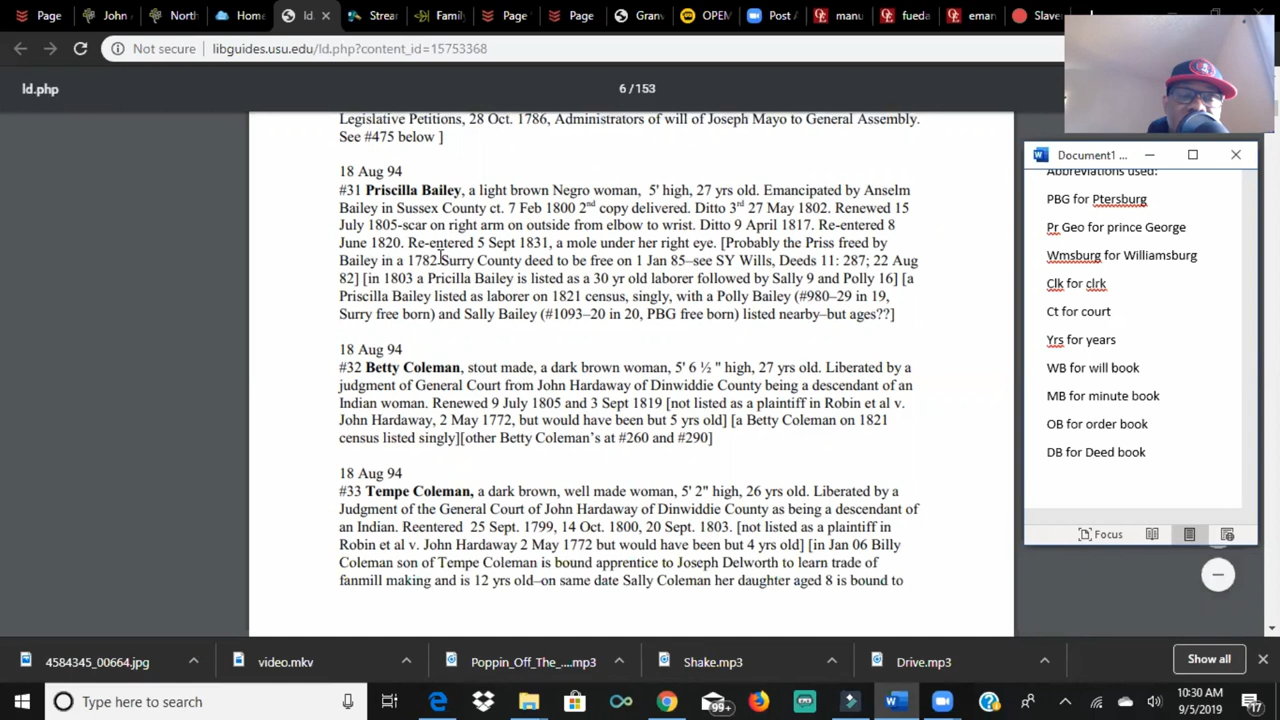 Page
John A
North
Home
ld.
Stream
Family
Page
Page
Gran
OPEM
Post A
manu
fueda
eman
Slave
Not secure | libguides.usu.edu/ld.php?content_id=15753368
ld.php
6 / 153
Legislative Petitions, 28 Oct. 1786, Administrators of will of Joseph Mayo to General Assembly.
See #475 below ]
18 Aug 94
#31 Priscilla Bailey, a light brown Negro woman, 5' high, 27 yrs old. Emancipated by Anselm
Bailey in Sussex County ct. 7 Feb 1800 2nd copy delivered. Ditto 3rd 27 May 1802. Renewed 15
July 1805-scar on right arm on outside from elbow to wrist. Ditto 9 April 1817. Re-entered 8
June 1820. Re-entered 5 Sept 1831, a mole under her right eye. [Probably the Priss freed by
Bailey in a 1782 Surry County deed to be free on 1 Jan 85–see SY Wills, Deeds 11: 287; 22 Aug
82] [in 1803 a Pricilla Bailey is listed as a 30 yr old laborer followed by Sally 9 and Polly 16] [a
Priscilla Bailey listed as laborer on 1821 census, singly, with a Polly Bailey (#980–29 in 19,
Surry free born) and Sally Bailey (#1093–20 in 20, PBG free born) listed nearby–but ages??]
18 Aug 94
#32 Betty Coleman, stout made, a dark brown woman, 5' 6 ½ " high, 27 yrs old. Liberated by a
judgment of General Court from John Hardaway of Dinwiddie County being a descendant of an
Indian woman. Renewed 9 July 1805 and 3 Sept 1819 [not listed as a plaintiff in Robin et al v.
John Hardaway, 2 May 1772, but would have been but 5 yrs old] [a Betty Coleman on 1821
census listed singly][other Betty Coleman's at #260 and #290]
18 Aug 94
#33 Tempe Coleman, a dark brown, well made woman, 5' 2" high, 26 yrs old. Liberated by a
Judgment of the General Court of John Hardaway of Dinwiddie County as being a descendant of
an Indian. Reentered 25 Sept. 1799, 14 Oct. 1800, 20 Sept. 1803. [not listed as a plaintiff in
Robin et al v. John Hardaway 2 May 1772 but would have been but 4 yrs old] [in Jan 06 Billy
Coleman son of Tempe Coleman is bound apprentice to Joseph Delworth to learn trade of
fanmill making and is 12 yrs old–on same date Sally Coleman her daughter aged 8 is bound to
Document1 ...
Abbreviations used:
PBG for Ptersburg
Pr Geo for prince George
Wmsburg for Williamsburg
Clk for clrk
Ct for court
Yrs for years
WB for will book
MB for minute book
OB for order book
DB for Deed book
Focus
4584345_00664.jpg
video.mkv
Poppin_Off_The_....mp3
Shake.mp3
Drive.mp3
Show all
Type here to search
99+
10:30 AM
9/5/2019
17